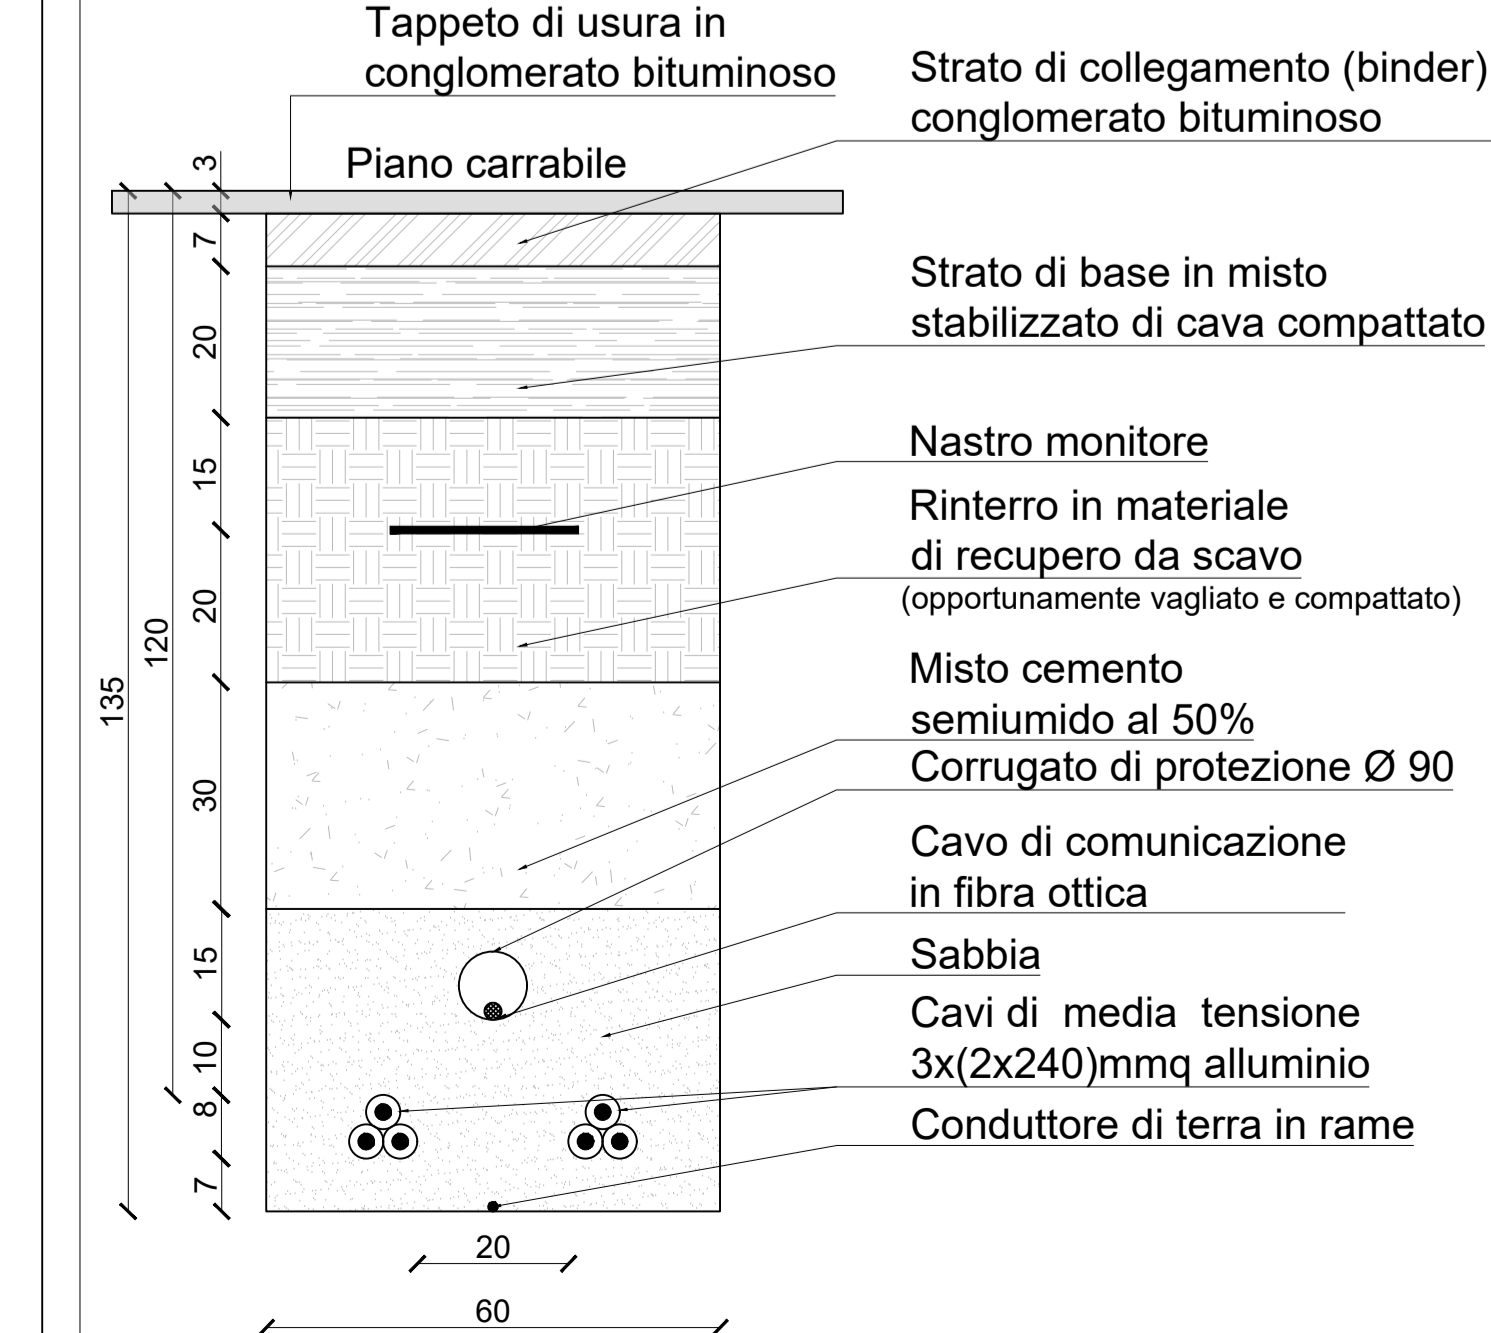 Tappeto di usura in
conglomerato bituminoso
Strato di collegamento (binder)
conglomerato bituminoso
Piano carrabile
3
7
Strato di base in misto
stabilizzato di cava compattato
20
Nastro monitore
15
Rinterro in materiale
di recupero da scavo
(opportunamente vagliato e compattato)
20
120
135
Misto cemento
semiumido al 50%
Corrugato di protezione Ø 90
30
Cavo di comunicazione
in fibra ottica
Sabbia
15
Cavi di media tensione
3x(2x240)mmq alluminio
10
8
Conduttore di terra in rame
7
20
60